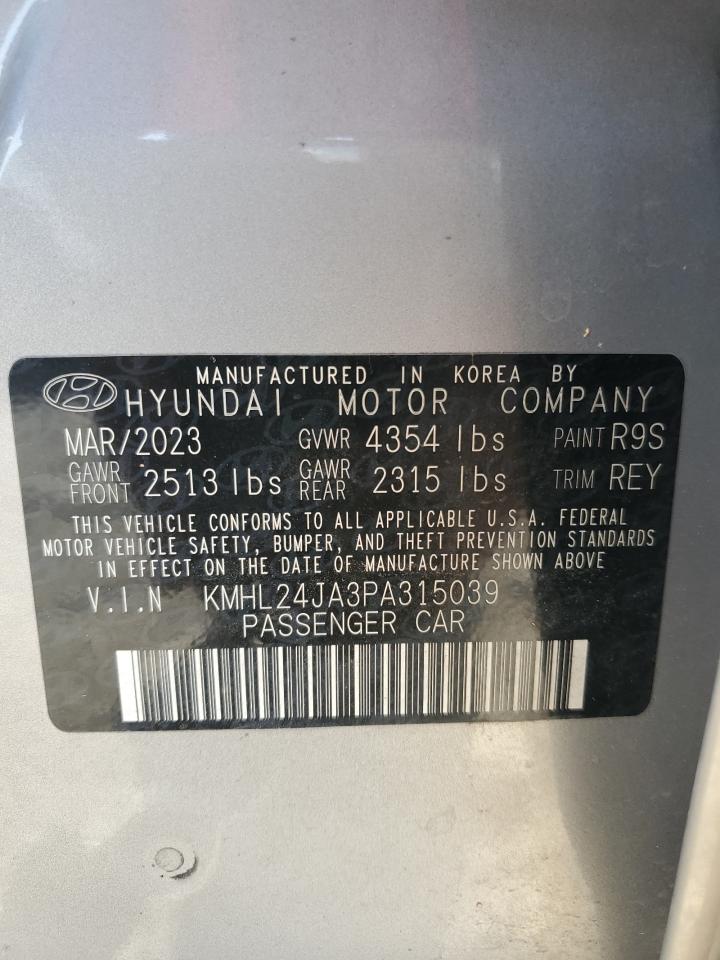 MANUFACTURED IN KOREA BY
HYUNDAI MOTOR COMPANY
MAR/2023 GVWR 4354 lbs PAINT R9S
GAWR FRONT 2513 lbs GAWR REAR 2315 lbs TRIM REY
THIS VEHICLE CONFORMS TO ALL APPLICABLE U.S.A. FEDERAL
MOTOR VEHICLE SAFETY, BUMPER, AND THEFT PREVENTION STANDARDS
IN EFFECT ON THE DATE OF MANUFACTURE SHOWN ABOVE
V.I.N KMHL24JA3PA315039
PASSENGER CAR